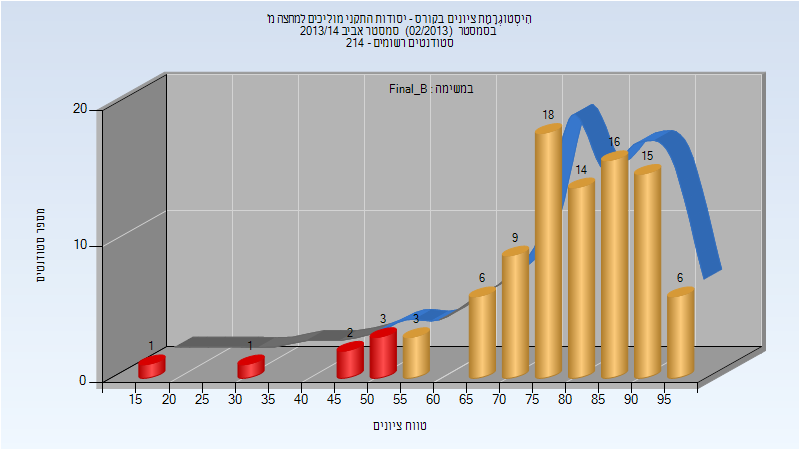 היסטוגרמת ציונים בקורס - יסודות התקני מוליכים למחצה מ'
בסמסטר (02/2013) סמסטר אביב 2013/14
סטודנטים רשומים - 214
במשימה : Final_B
מספר סטודנטים
20
10
0
1
1
2
3
3
6
9
18
14
16
15
6
15 20 25 30 35 40 45 50 55 60 65 70 75 80 85 90 95
טווח ציונים